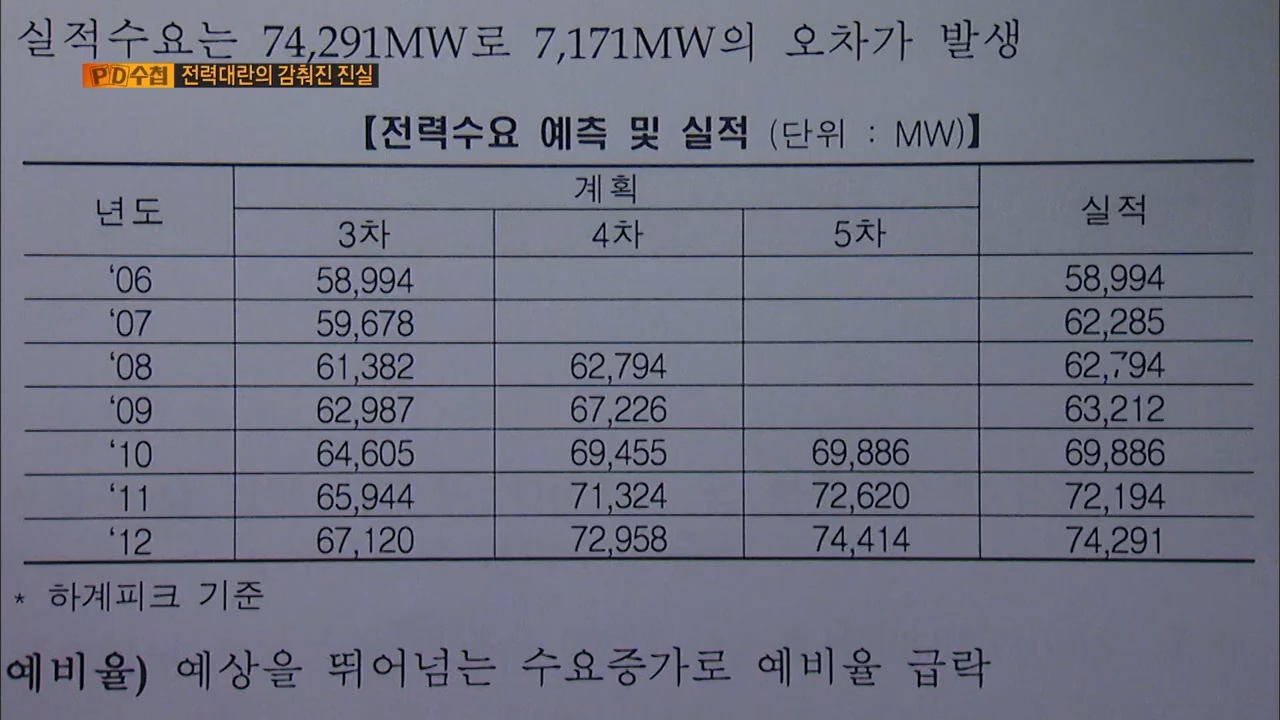 실적수요는 74,291MW로 7,171MW의 오차가 발생
PD수첩 전력대란의 감춰진 진실
【전력수요 예측 및 실적 (단위 : MW)】
년도 계획 실적
3차 4차 5차
‘06 58,994 58,994
‘07 59,678 62,285
‘08 61,382 62,794 62,794
‘09 62,987 67,226 63,212
‘10 64,605 69,455 69,886 69,886
‘11 65,944 71,324 72,620 72,194
‘12 67,120 72,958 74,414 74,291
* 하계피크 기준
예비율) 예상을 뛰어넘는 수요증가로 예비율 급락